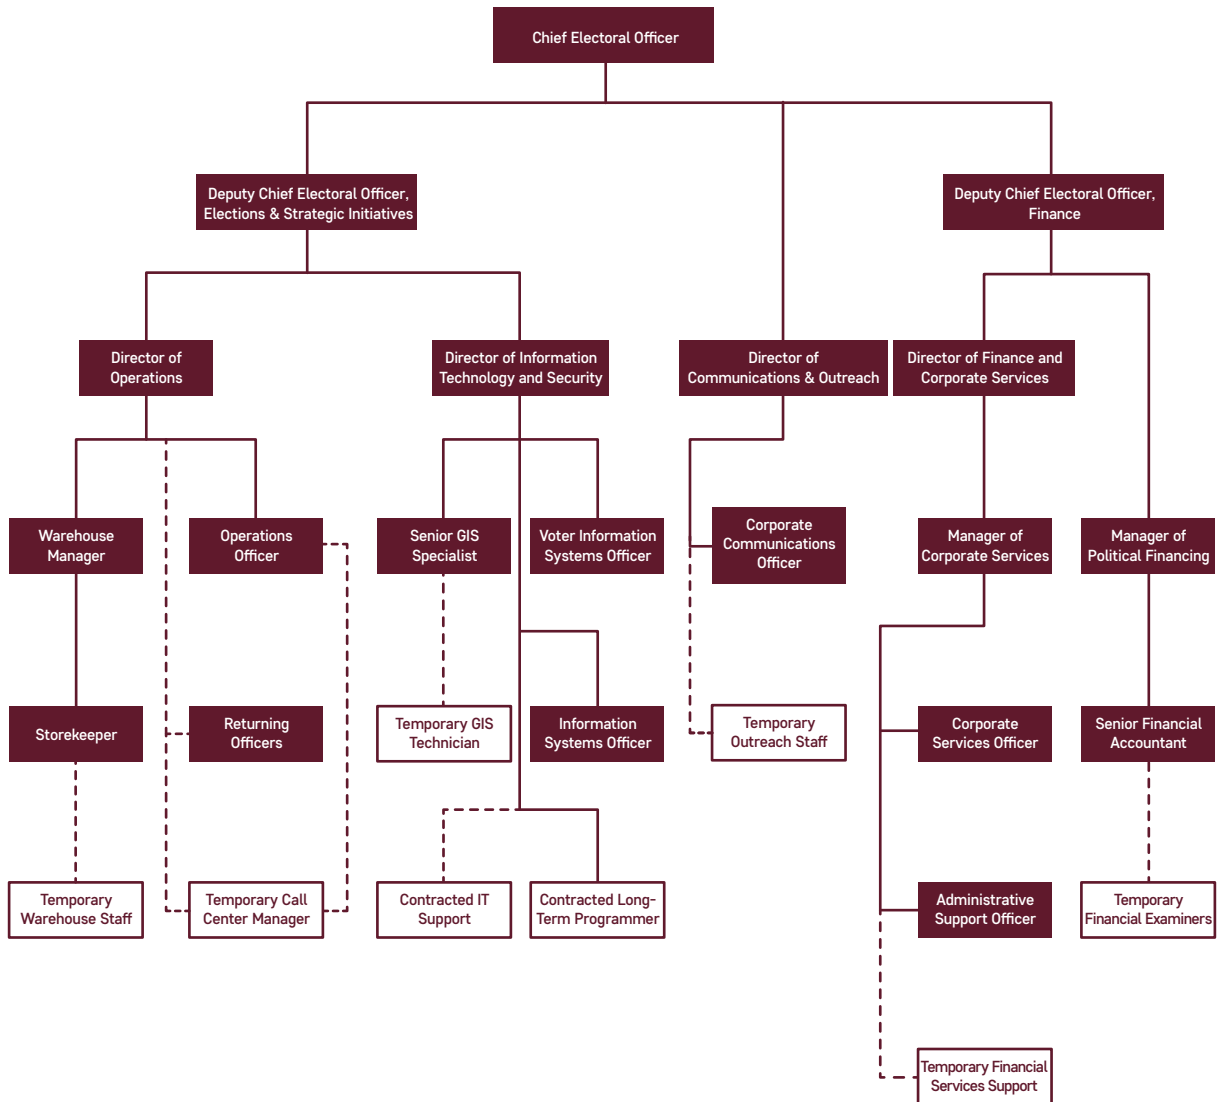 Chief Electoral Officer
Deputy Chief Electoral Officer,
Elections & Strategic Initiatives
Deputy Chief Electoral Officer,
Finance
Director of
Operations
Director of Information
Technology and Security
Director of
Communications & Outreach
Director of Finance and
Corporate Services
Warehouse
Manager
Operations
Officer
Senior GIS
Specialist
Voter Information
Systems Officer
Corporate
Communications
Officer
Manager of
Corporate Services
Manager of
Political Financing
Storekeeper
Returning
Officers
Temporary GIS
Technician
Information
Systems Officer
Temporary
Outreach Staff
Corporate
Services Officer
Senior Financial
Accountant
Temporary
Warehouse Staff
Temporary Call
Center Manager
Contracted IT
Support
Contracted Long-
Term Programmer
Administrative
Support Officer
Temporary
Financial Examiners
Temporary Financial
Services Support